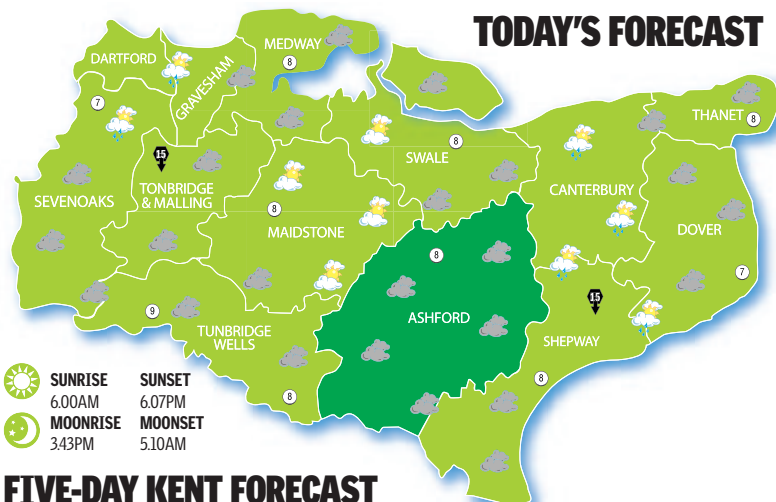 TODAY'S FORECAST
MEDWAY
8
DARTFORD
GRAVESHAM
7
THANET
8
8
SWALE
15
15
TONBRIDGE
& MALLING
SEVENOAKS
CANTERBURY
8
MAIDSTONE
DOVER
8
7
15
9
ASHFORD
TUNBRIDGE
WELLS
SHEPWAY
8
8
SUNRISE
6.00AM
SUNSET
6.07PM
MOONRISE
3.43PM
MOONSET
5.10AM
FIVE-DAY KENT FORECAST